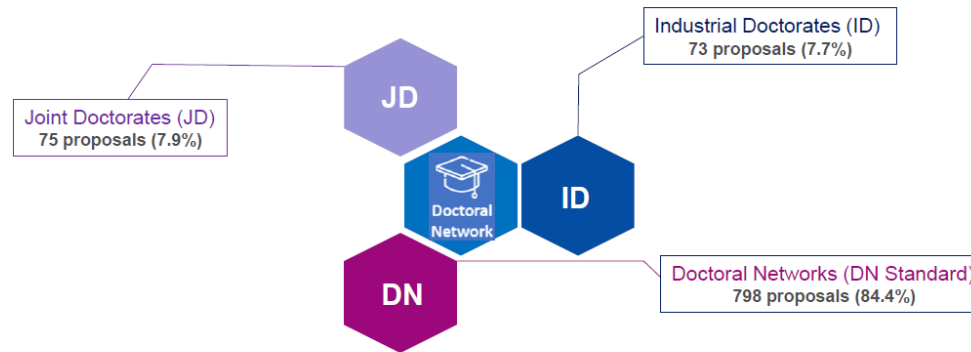 Industrial Doctorates (ID)
73 proposals (7.7%)
JD
Joint Doctorates (JD)
75 proposals (7.9%)
Doctoral
Network
ID
DN
Doctoral Networks (DN Standard)
798 proposals (84.4%)